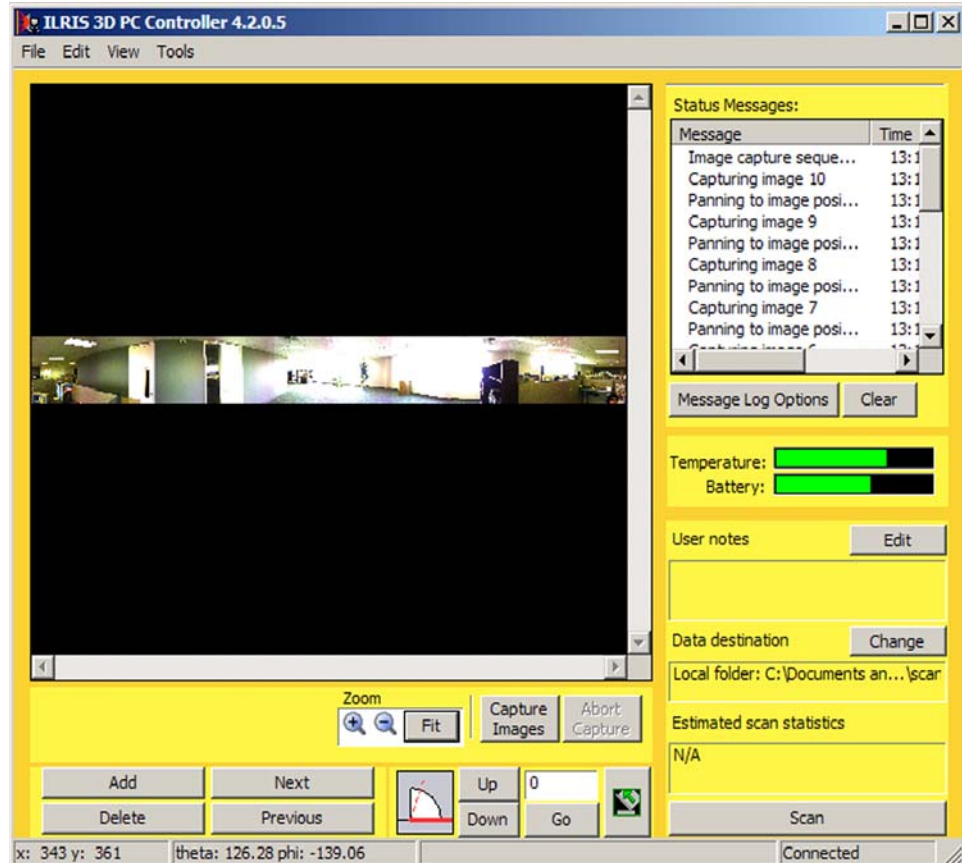 ILRIS 3D PC Controller 4.2.0.5
File Edit View Tools
Status Messages:
Message Time
Image capture seque... 13:1
Capturing image 10 13:1
Panning to image posi... 13:1
Capturing image 9 13:1
Panning to image posi... 13:1
Capturing image 8 13:1
Panning to image posi... 13:1
Capturing image 7 13:1
Panning to image posi... 13:1
Message Log Options Clear
Temperature:
Battery:
User notes Edit
Data destination Change
Local folder: C:\Documents an...\scar
Estimated scan statistics
N/A
Scan
Zoom
Fit
Capture Images
Abort Capture
Add Next
Delete Previous
Up 0
Down Go
x: 343 y: 361 theta: 126.28 phi: -139.06 Connected